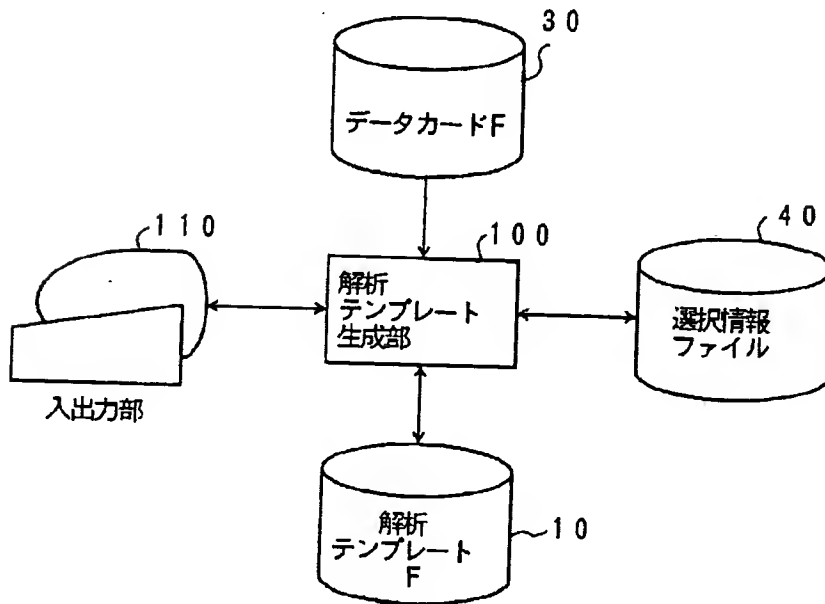 30
データカードF
110
100
40
解析
テンプレート
生成部
選択情報
ファイル
入出力部
解析
テンプレート
F
10